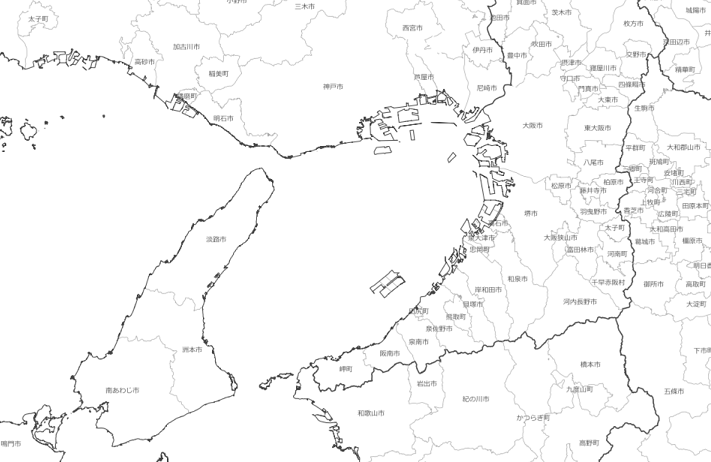 小野市
三木市
箕面市
茨木市
城陽市
太子町
西宮市
池田市
枚方市
加古川市
伊丹市
豊中市
吹田市
京田辺市
高砂市
稲美町
神戸市
芦屋市
尼崎市
摂津市
寝屋川市
交野市
精華町
守口市
門真市
四條畷市
播磨町
明石市
大東市
生駒市
大阪市
東大阪市
平群町
大和郡山市
八尾市
三郷町
斑鳩町
安堵町
松原市
藤井寺市
柏原市
王寺町
河合町
川西町
三宅町
淡路市
堺市
羽曳野市
香芝市
上牧町
広陵町
田原本町
高石市
泉大津市
忠岡町
大阪狭山市
富田林市
太子町
河南町
葛城市
大和高田市
橿原市
和泉市
岸和田市
千早赤阪村
御所市
明日香
高取町
田尻町
貝塚市
熊取町
河内長野市
大淀町
泉佐野市
泉南市
阪南市
洲本市
下市町
岬町
橋本市
南あわじ市
岩出市
紀の川市
九度山町
五條市
和歌山市
かつらぎ町
鳴門市
高野町